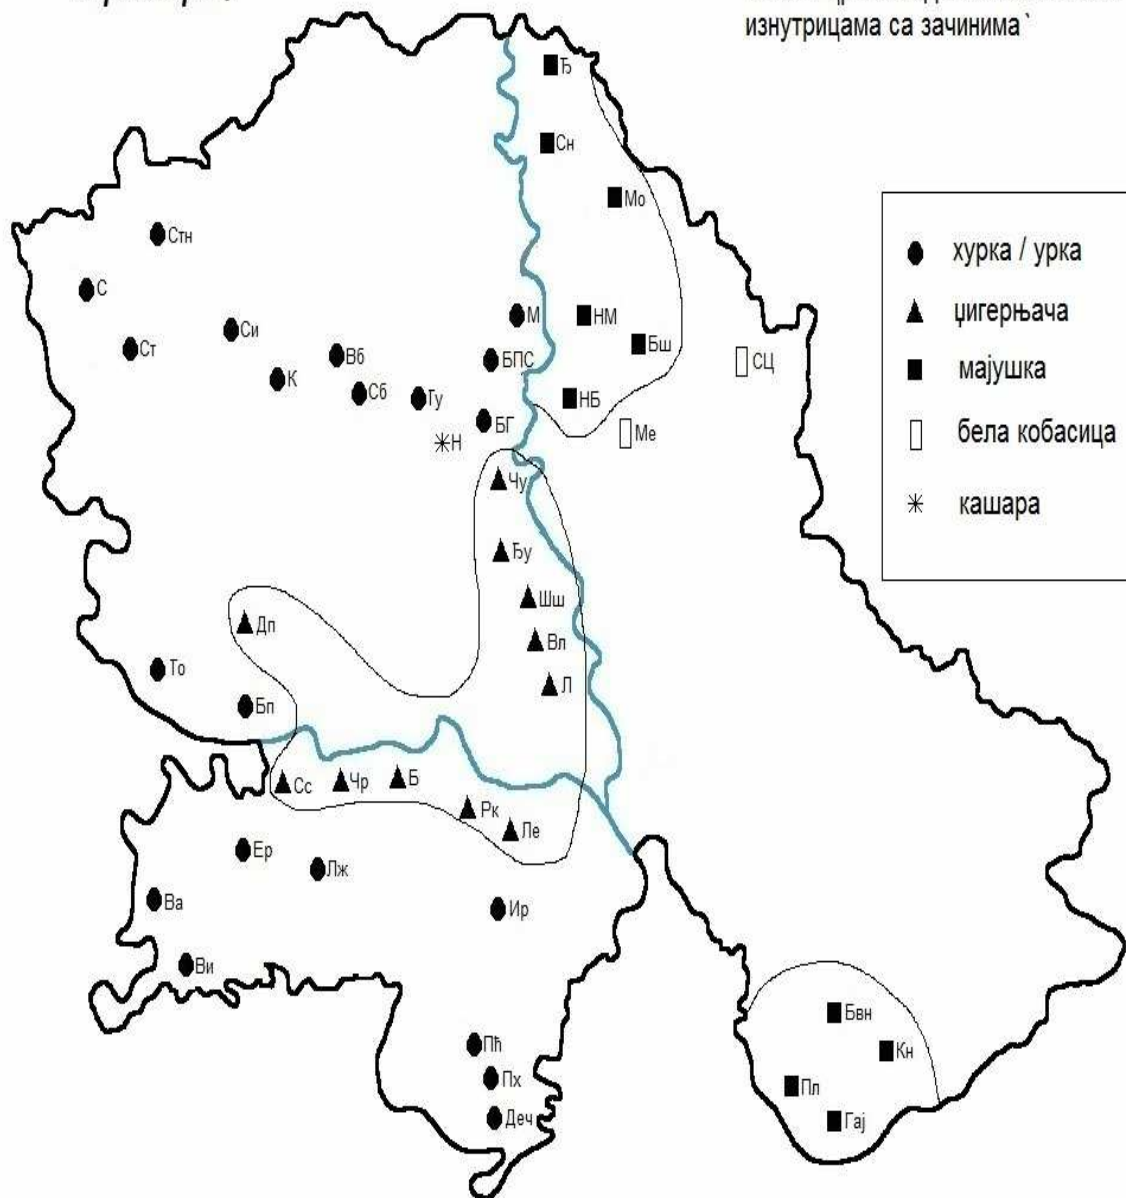 изнутрицама са зачинима`
Ђ
Сн
Мо
хурка / урка
цигерњача
мајушка
бела кобасица
кашара
Стн
С
Ст
Си
К
Вб
Сб
Гу
М
БПС
БГ
Н
НМ
Бш
НБ
СЦ
Ме
Чу
Ђу
Шш
Вл
Л
Дп
То
Бп
Сс
Чр
Б
Рк
Ле
Ер
Лж
Ва
Ви
Ир
Пћ
Пх
Деч
Бвн
Кн
Пл
Гај